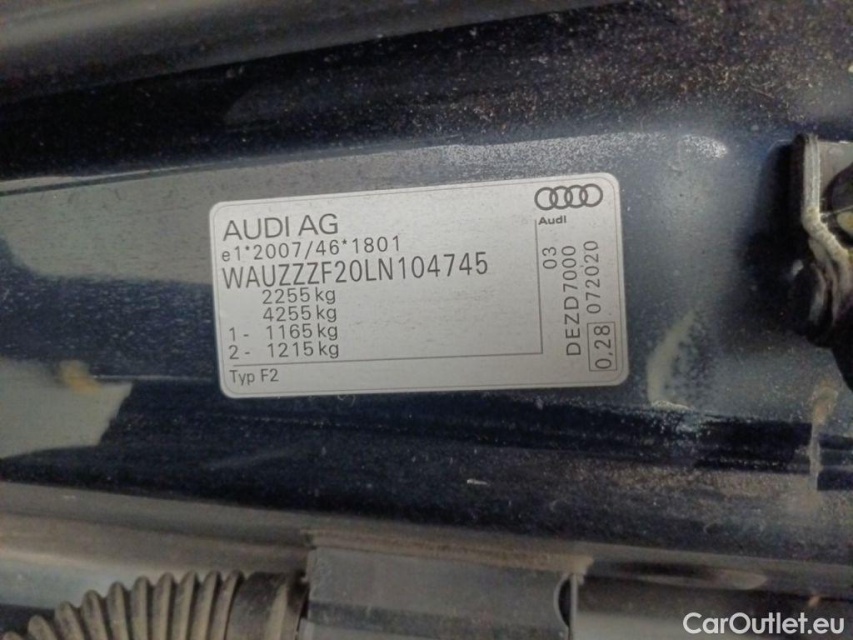 AUDI AG
e1*2007/46*1801
WAUZZZF20LN104745
2255kg
4255kg
1- 1165kg
2- 1215kg
Typ F2
Audi
03
DEZD7000
072020
0,28
CarOutlet.eu